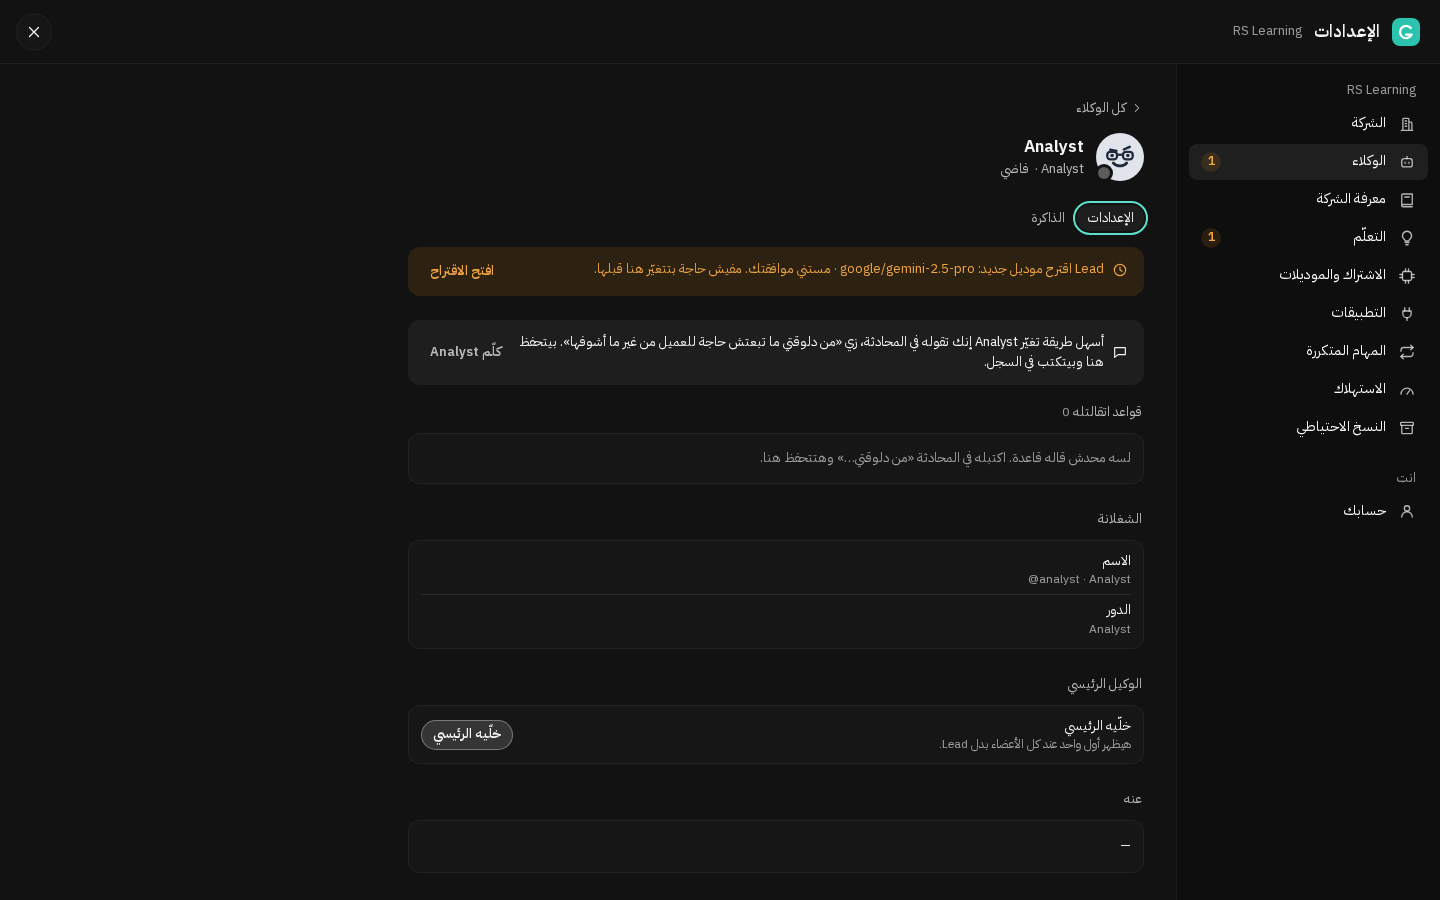 الإعدادات RS Learning
RS Learning
الشركة
الوكلاء 1
معرفة الشركة
التعلّم 1
الاشتراك والموديلات
التطبيقات
المهام المتكررة
الاستهلاك
النسخ الاحتياطي
انت
حسابك
كل الوكلاء
Analyst
Analyst · فاضي
الإعدادات الذاكرة
Lead اقترح موديل جديد: google/gemini-2.5-pro · مستني موافقتك. مفيش حاجة بتتغيّر هنا قبلها. افتح الاقتراح
أسهل طريقة تغيّر Analyst إنك تقوله في المحادثة، زي «من دلوقتي ما تبعتش حاجة للعميل من غير ما أشوفها». بيتحفظ
هنا وبيتكتب في السجل.
كلّم Analyst
قواعد اتقالتله 0
لسه محدش قاله قاعدة. اكتبله في المحادثة «من دلوقتي...» وهتتحفظ هنا.
الشغلانة
الاسم
@analyst · Analyst
الدور
Analyst
الوكيل الرئيسي
خلّيه الرئيسي
هيظهر أول واحد عند كل الأعضاء بدل Lead.
خلّيه الرئيسي
عنه
—